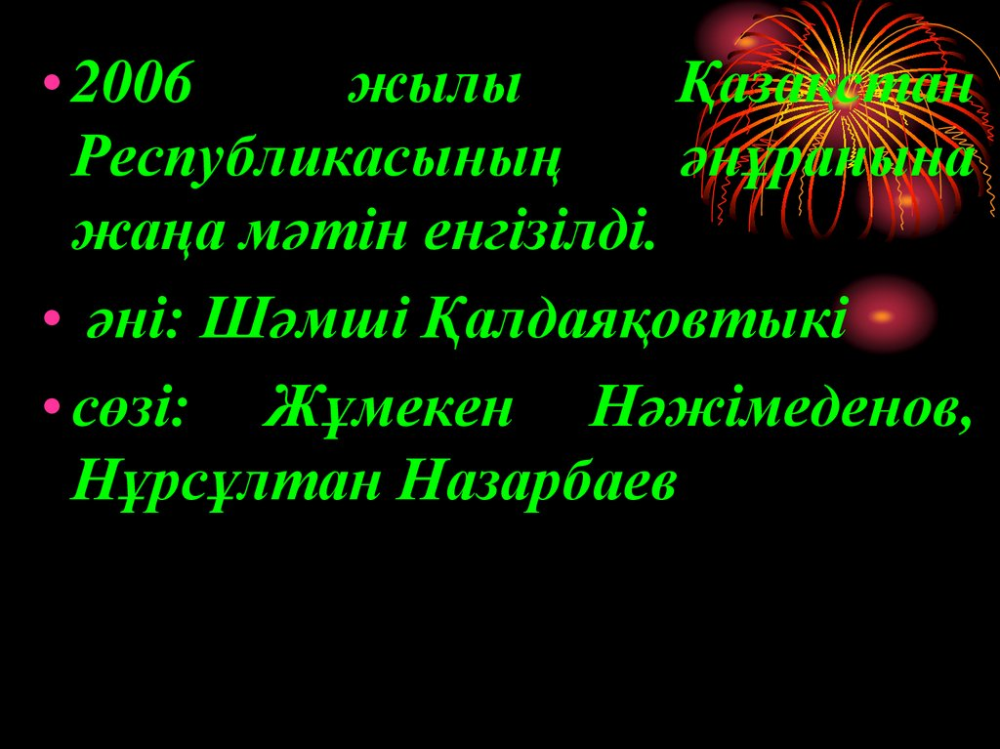 • 2006 жылы Қазақстан
Республикасының әнұранына
жаңа мәтін енгізілді.
• әні: Шәмші Қалдаяқовтыкі
• сөзі: Жұмекен Нәжімеденов,
Нұрсұлтан Назарбаев